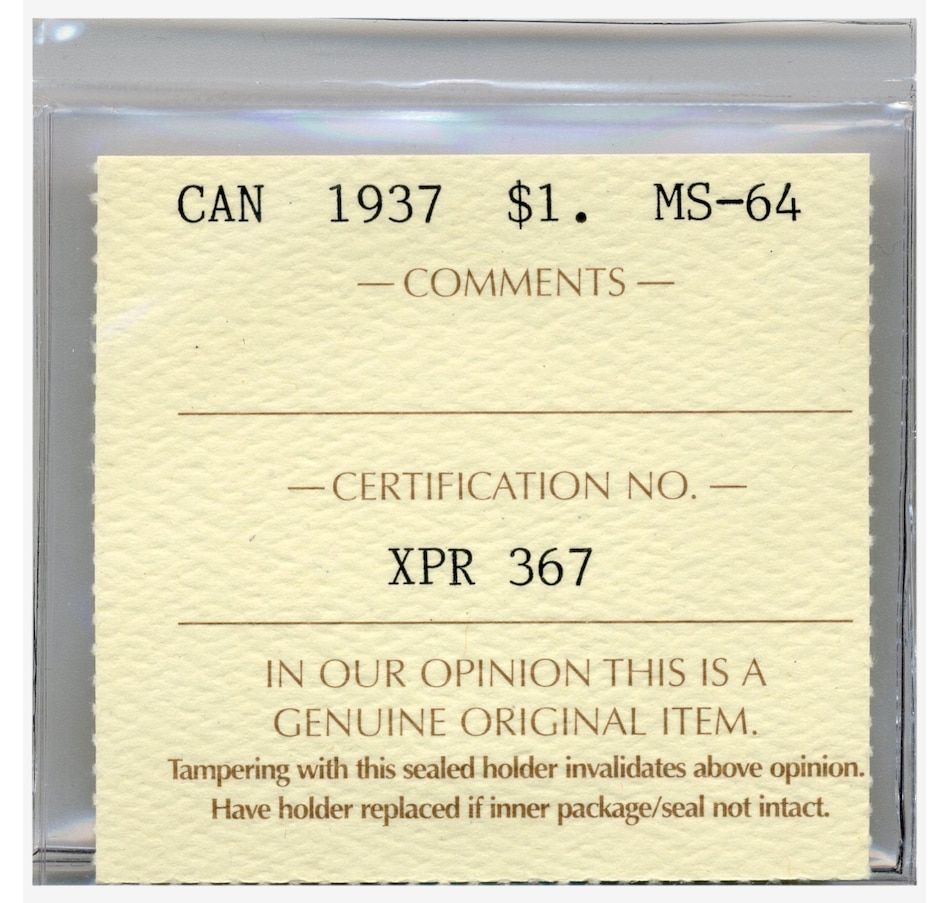 CAN 1937 $1. MS-64
— COMMENTS —
— CERTIFICATION NO. —
XPR 367
IN OUR OPINION THIS IS A
GENUINE ORIGINAL ITEM.
Tampering with this sealed holder invalidates above opinion.
Have holder replaced if inner package/seal not intact.